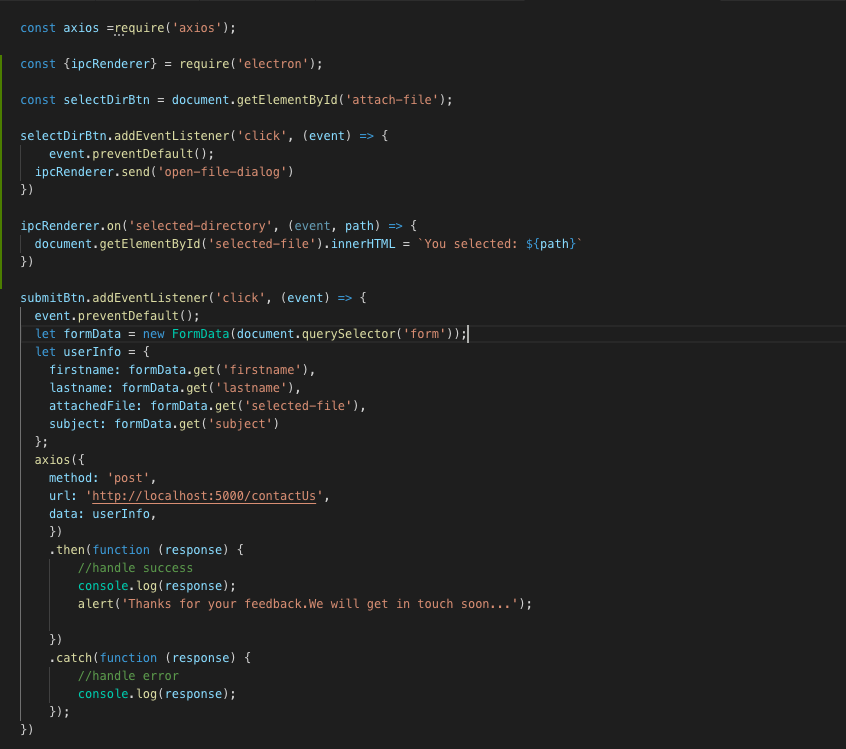 const axios =require('axios');
const {ipcRenderer} = require('electron');
const selectDirBtn = document.getElementById('attach-file');
selectDirBtn.addEventListener('click', (event) => {
    event.preventDefault();
  ipcRenderer.send('open-file-dialog')
})
ipcRenderer.on('selected-directory', (event, path) => {
  document.getElementById('selected-file').innerHTML = `You selected: ${path}`
})
submitBtn.addEventListener('click', (event) => {
  event.preventDefault();
  let formData = new FormData(document.querySelector('form'));
  let userInfo = {
    firstname: formData.get('firstname'),
    lastname: formData.get('lastname'),
    attachedFile: formData.get('selected-file'),
    subject: formData.get('subject')
  };
  axios({
    method: 'post',
    url: 'http://localhost:5000/contactUs',
    data: userInfo,
    })
    .then(function (response) {
        //handle success
        console.log(response);
        alert('Thanks for your feedback.We will get in touch soon...');
    })
    .catch(function (response) {
        //handle error
        console.log(response);
    });
})